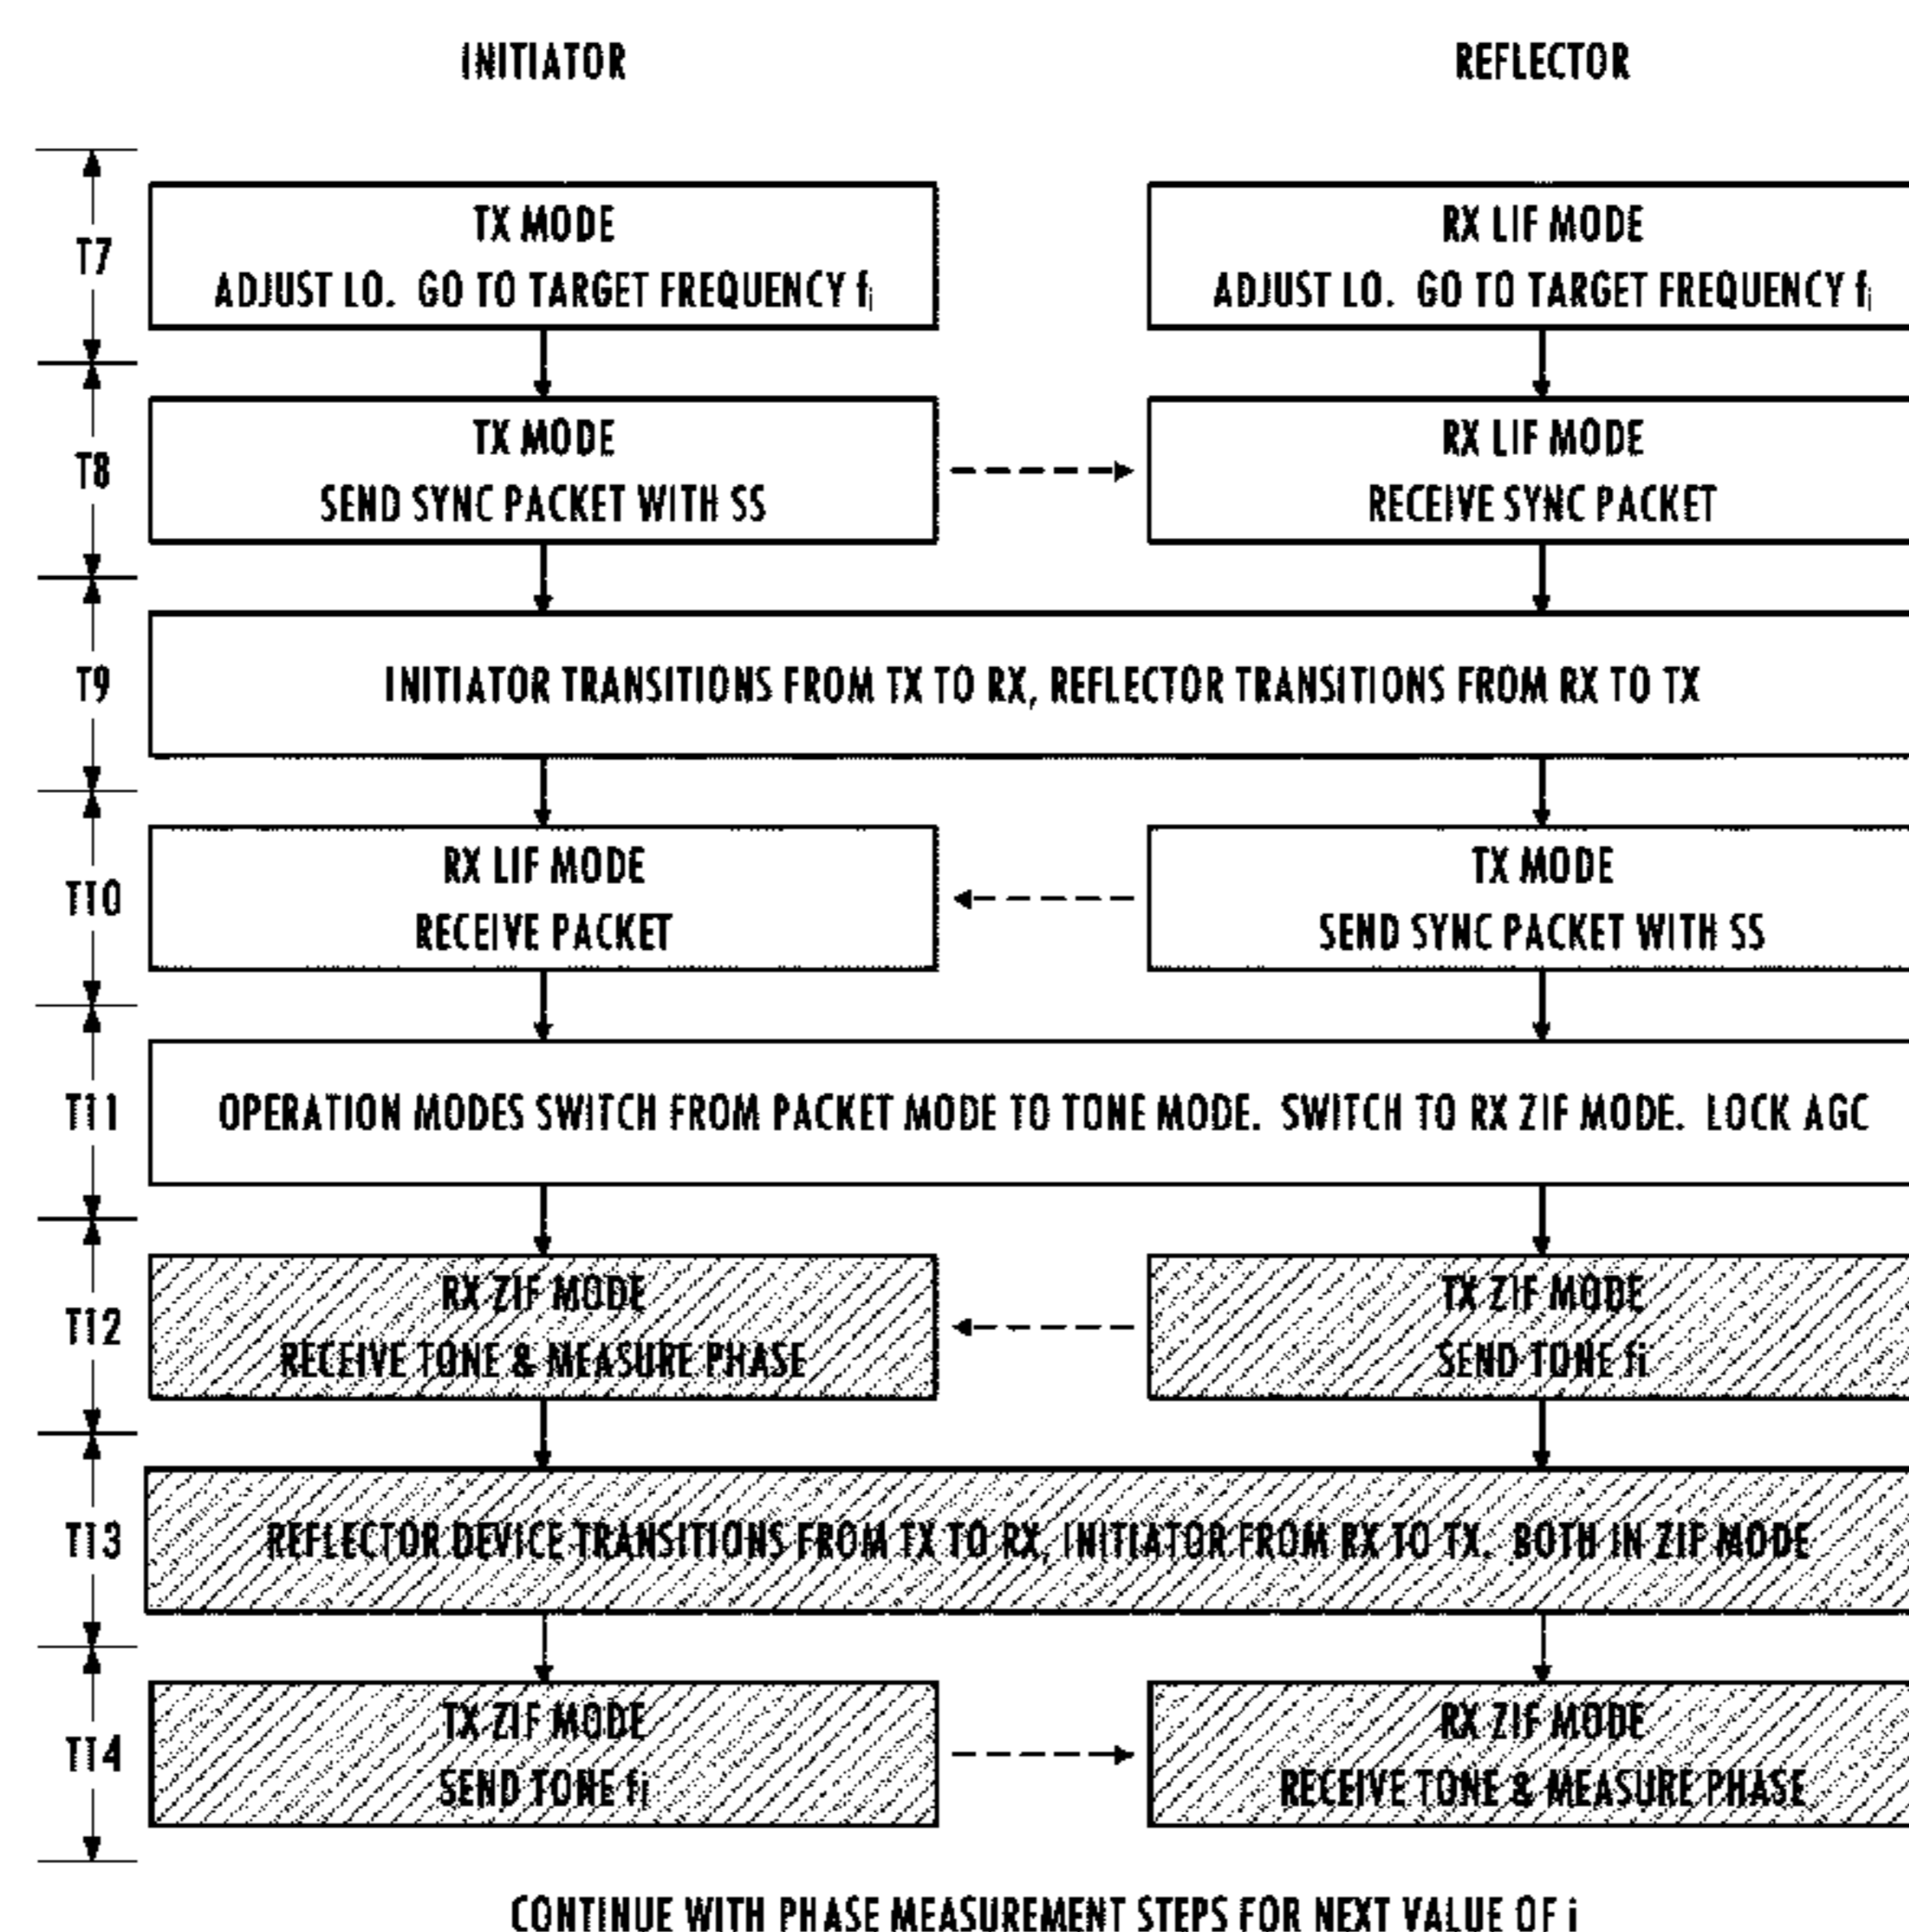 INITIATOR
REFLECTOR
T7
TX MODE
ADJUST LO. GO TO TARGET FREQUENCY fi
RX LIF MODE
ADJUST LO. GO TO TARGET FREQUENCY fi
T8
TX MODE
SEND SYNC PACKET WITH SS
RX LIF MODE
RECEIVE SYNC PACKET
T9
INITIATOR TRANSITIONS FROM TX TO RX, REFLECTOR TRANSITIONS FROM RX TO TX
T10
RX LIF MODE
RECEIVE PACKET
TX MODE
SEND SYNC PACKET WITH SS
T11
OPERATION MODES SWITCH FROM PACKET MODE TO TONE MODE. SWITCH TO RX ZIF MODE. LOCK AGC
T12
RX ZIF MODE
RECEIVE TONE & MEASURE PHASE
TX ZIF MODE
SEND TONE fi
T13
REFLECTOR DEVICE TRANSITIONS FROM TX TO RX, INITIATOR FROM RX TO TX. BOTH IN ZIF MODE
T14
TX ZIF MODE
SEND TONE fi
RX ZIF MODE
RECEIVE TONE & MEASURE PHASE
CONTINUE WITH PHASE MEASUREMENT STEPS FOR NEXT VALUE OF i